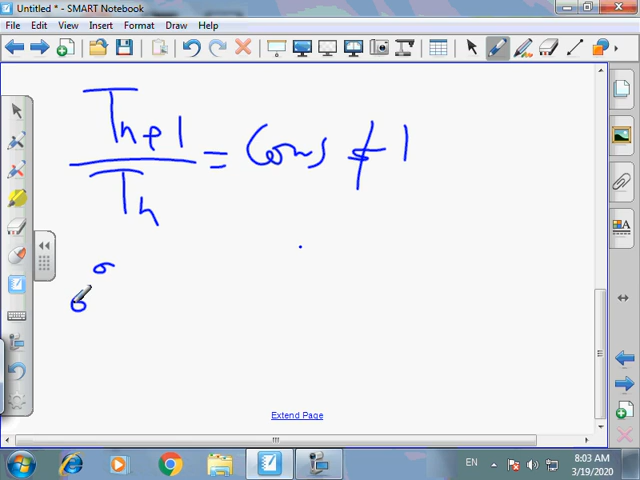 Untitled * - SMART Notebook
File Edit View Insert Format Draw Help
Tn+1
Tn
= Cons ≠ 1
Extend Page
EN
8:03 AM
3/19/2020